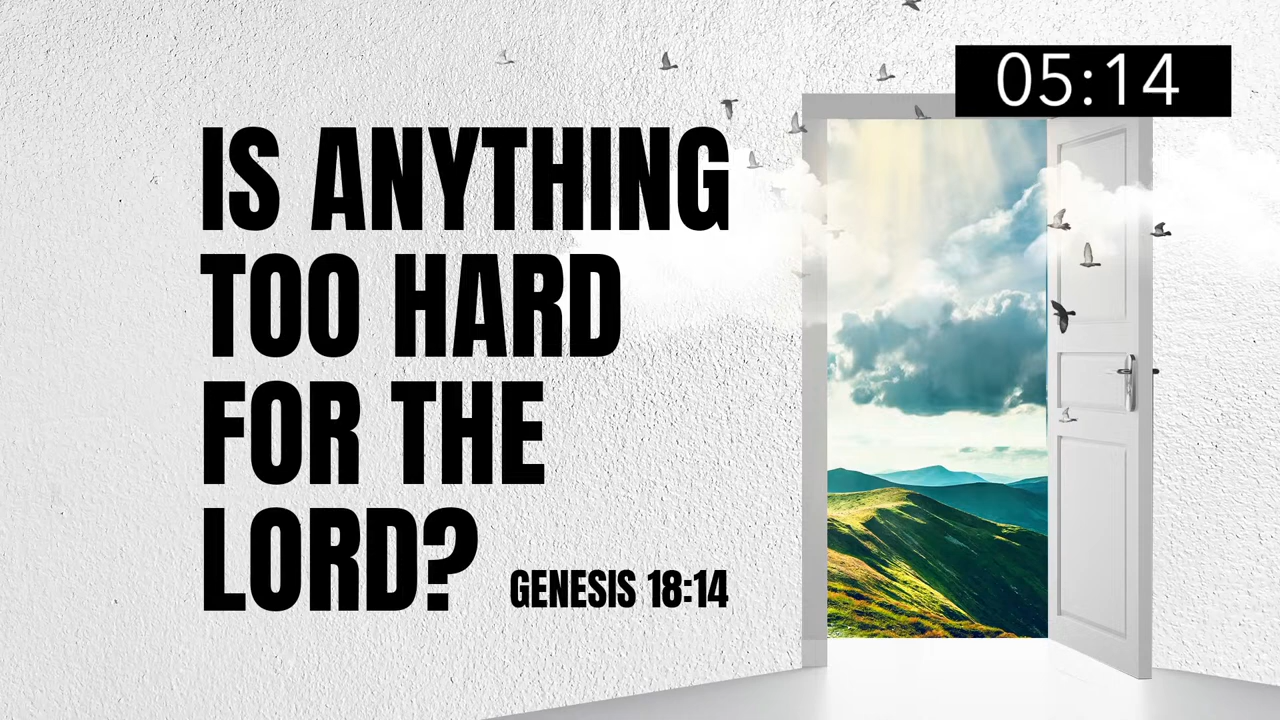 05:14
IS ANYTHING
TOO HARD
FOR THE
LORD?
GENESIS 18:14